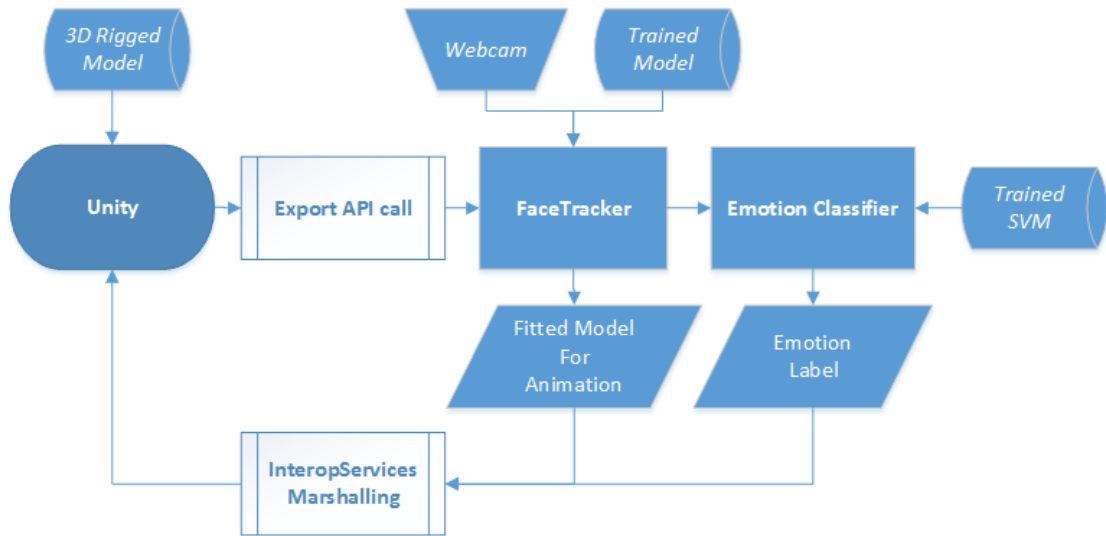 3D Rigged
Model
Webcam
Trained
Model
Unity
Export API call
FaceTracker
Emotion Classifier
Trained
SVM
Fitted Model
For
Animation
Emotion
Label
InteropServices
Marshalling